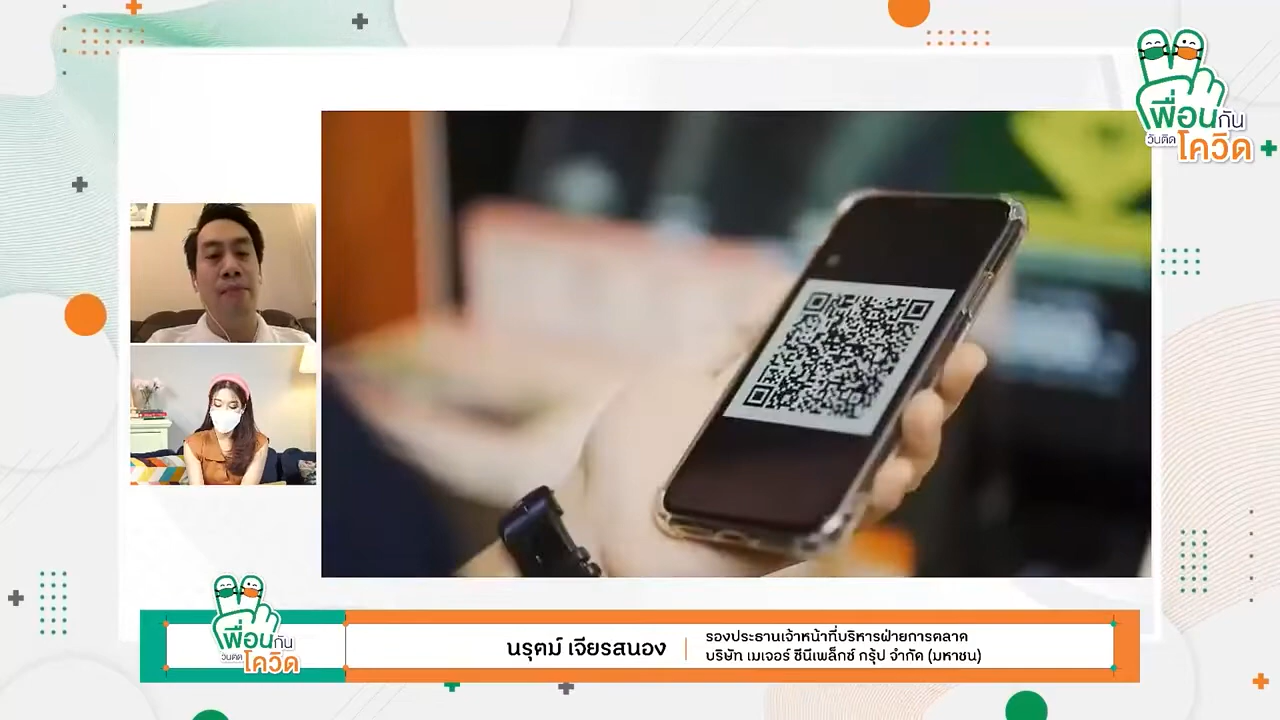 เพื่อนกัน
วันติด
โควิด
เพื่อนกัน
วันติด
โควิด
นรุตม์ เจียรสนอง
รองประธานเจ้าหน้าที่บริหารฝ่ายการตลาด
บริษัท เมเจอร์ ซีนีเพล็กซ์ กรุ้ป จำกัด (มหาชน)